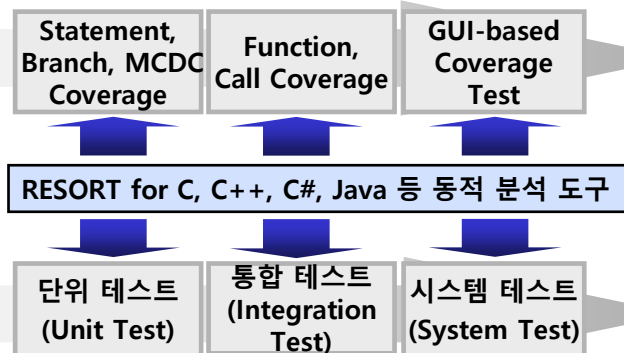 Statement,
Branch, MCDC
Coverage
Function,
Call Coverage
GUI-based
Coverage
Test
RESORT for C, C++, C#, Java 등 동적 분석 도구
단위 테스트
(Unit Test)
통합 테스트
(Integration
Test)
시스템 테스트
(System Test)